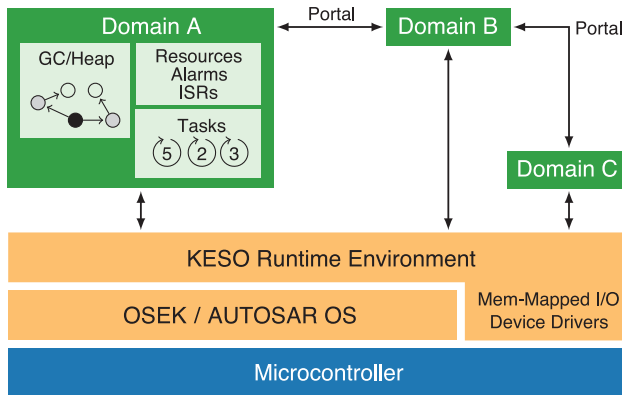 Domain A
GC/Heap
Resources
Alarms
ISRs
Tasks
5 2 3
Portal
Domain B
Portal
Domain C
KESO Runtime Environment
OSEK / AUTOSAR OS
Mem-Mapped I/O
Device Drivers
Microcontroller